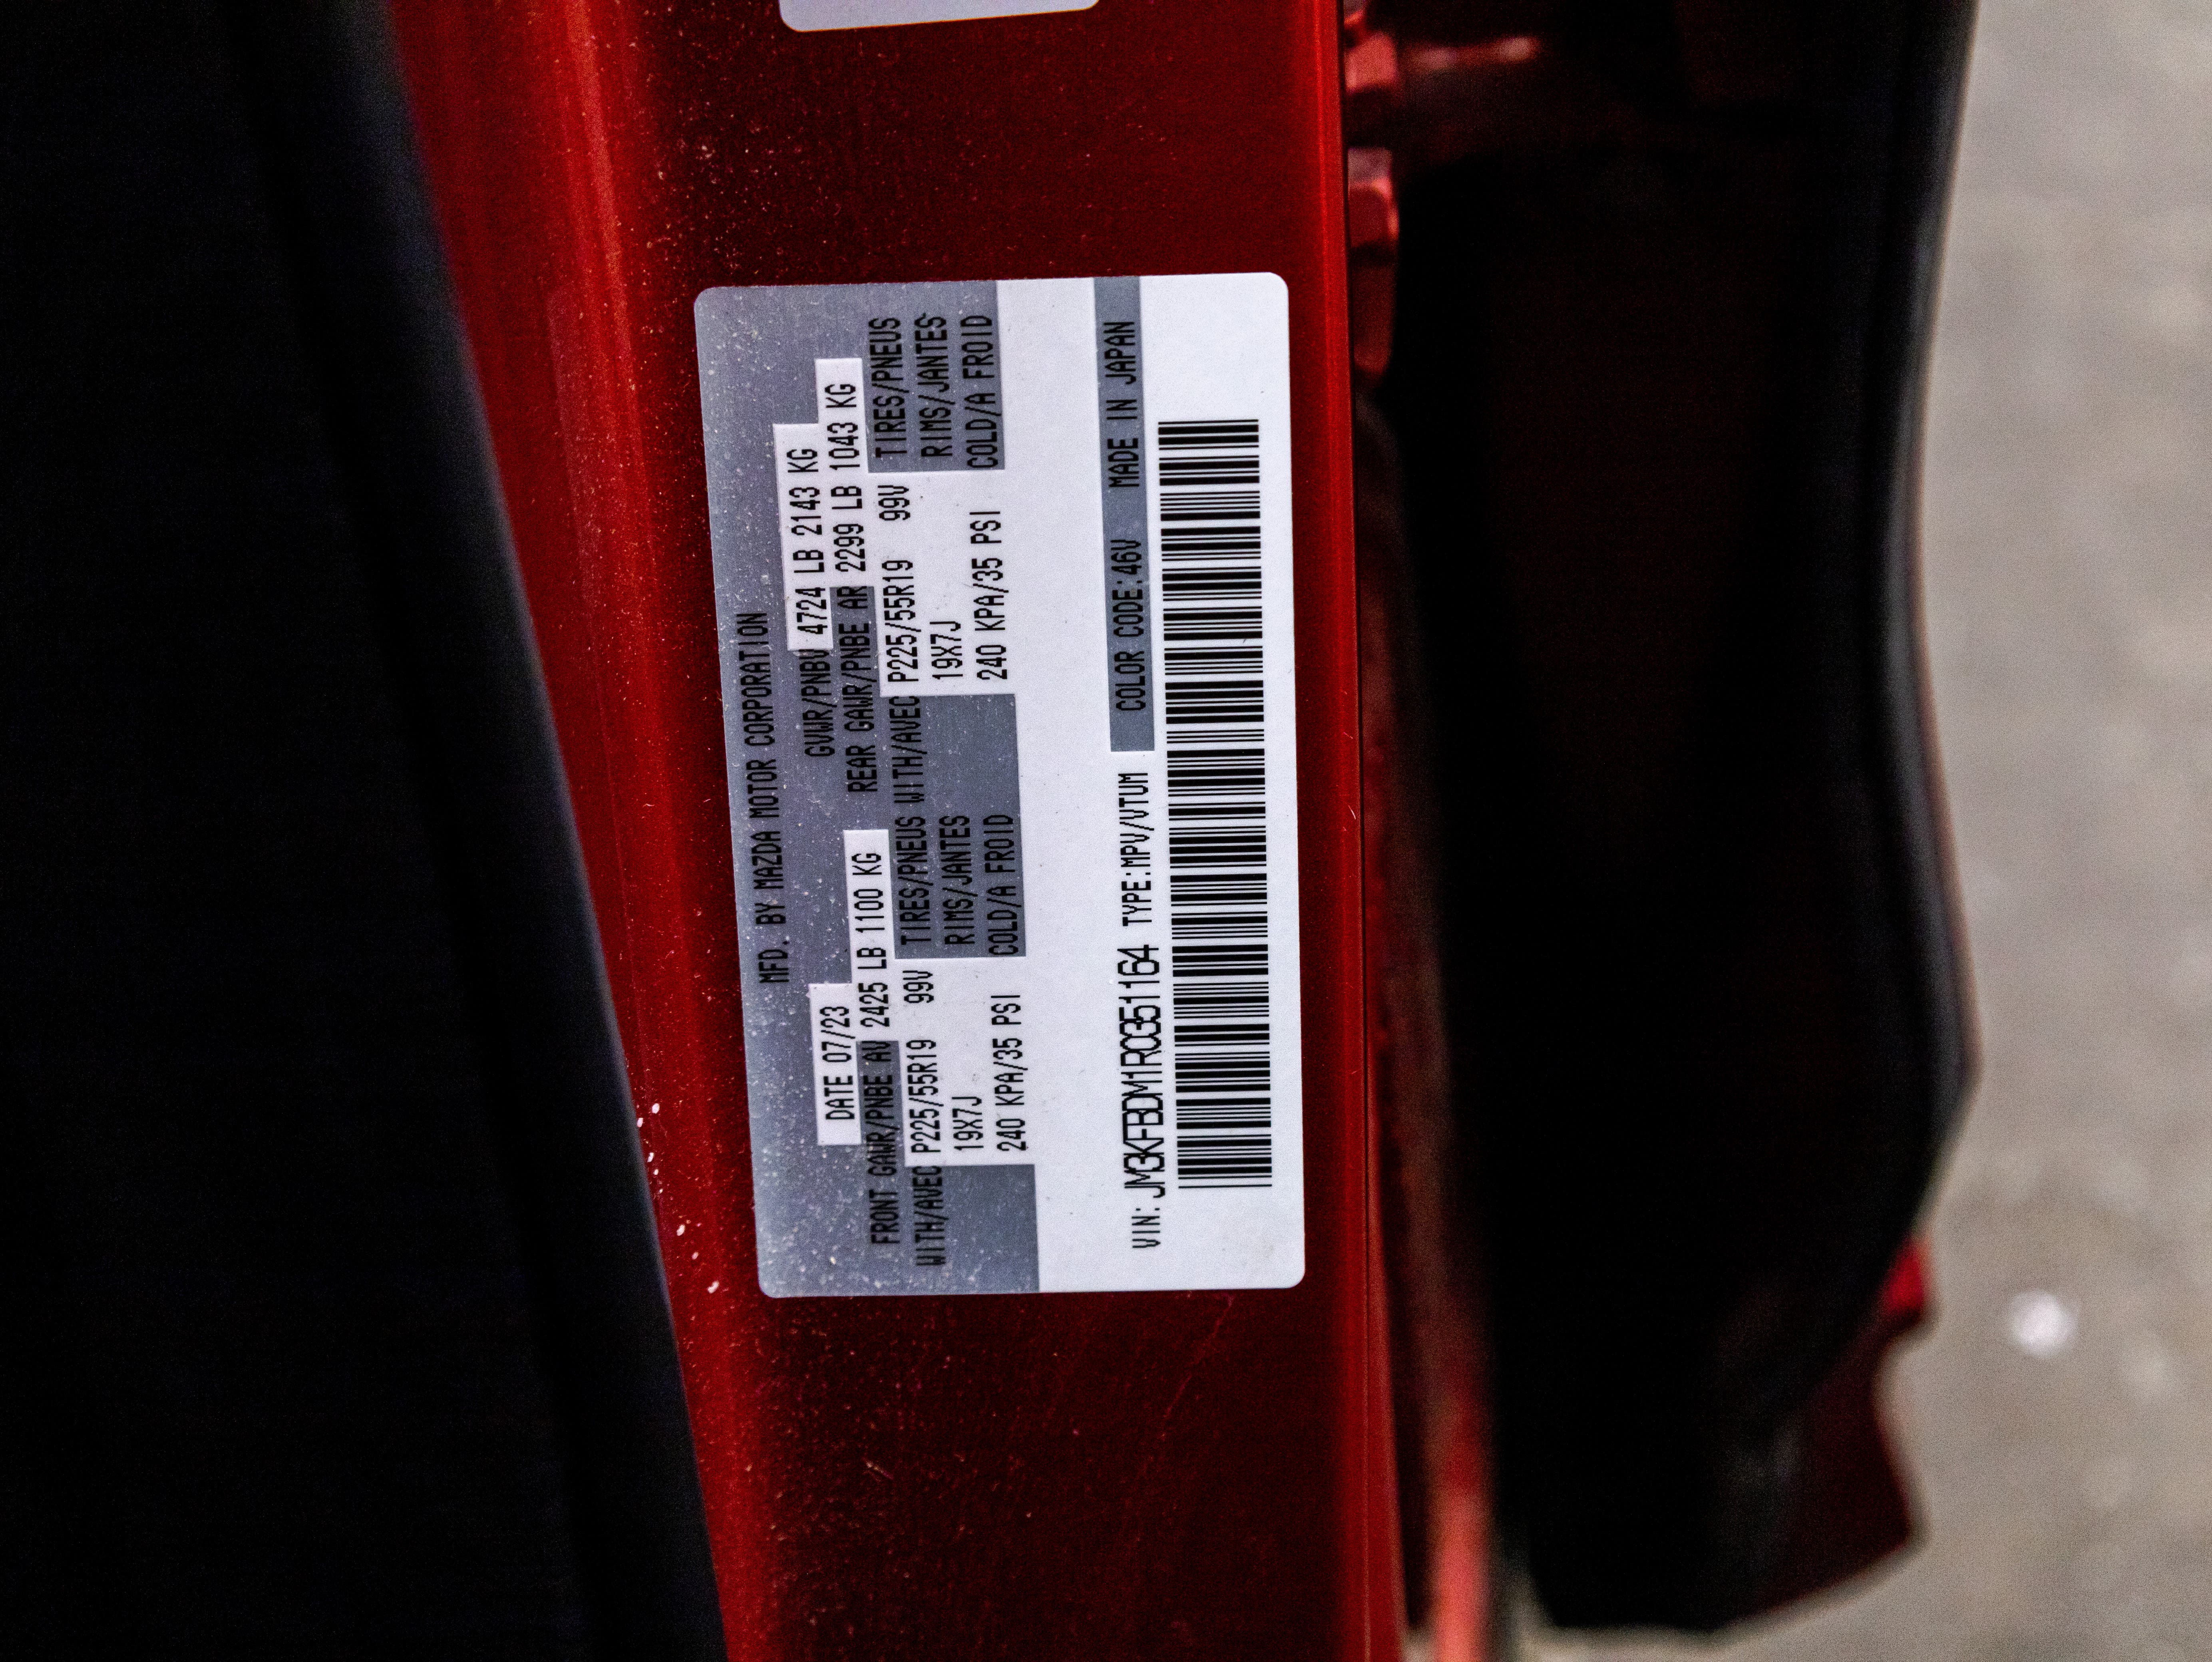 MFD. BY MAZDA MOTOR CORPORATION
DATE 07/23 GVWR/PNBV 4724 LB 2143 KG
FRONT GAWR/PNBE AV 2425 LB 1100 KG REAR GAWR/PNBE AR 2299 LB 1043 KG
WITH/AVEC P225/55R19 99V TIRES/PNEUS WITH/AVEC P225/55R19 99V TIRES/PNEUS
19X7J RIMS/JANTES 19X7J RIMS/JANTES
240 KPA/35 PSI COLD/A FROID 240 KPA/35 PSI COLD/A FROID
VIN: JM3KFBDM1R0351164 TYPE:MPV/VTUM COLOR CODE:46V MADE IN JAPAN